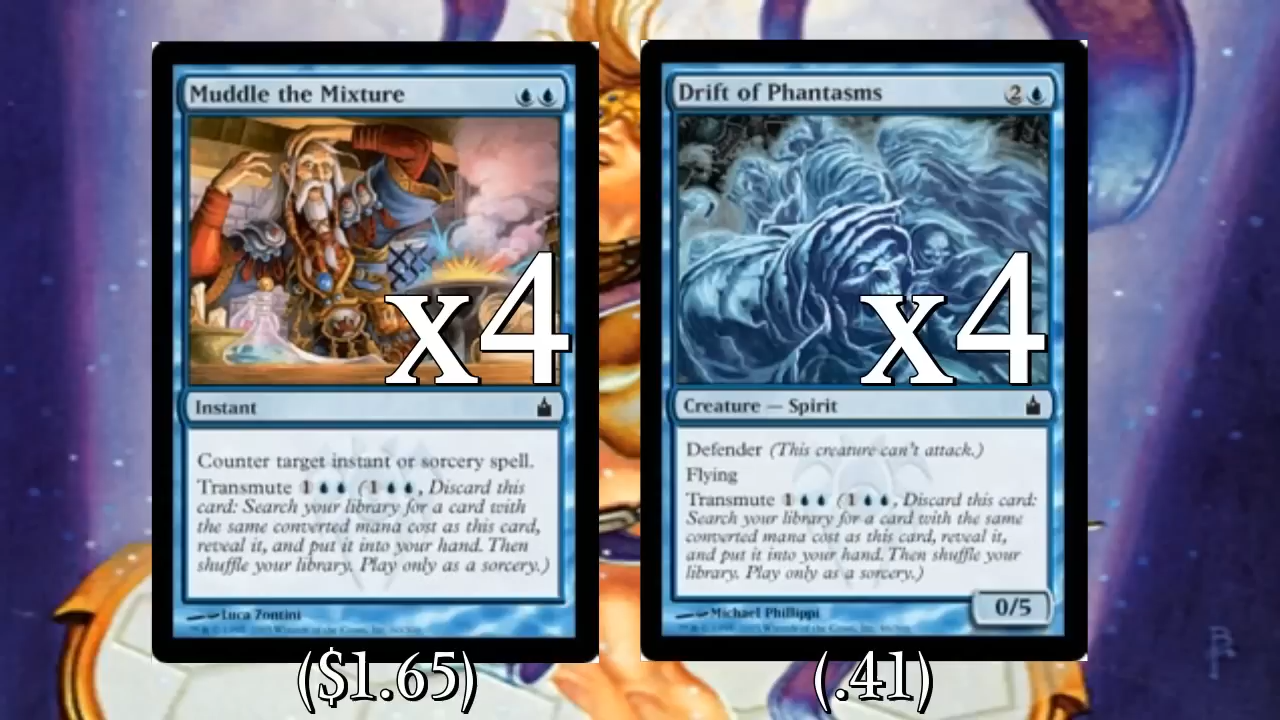 Muddle the Mixture
x4
Instant
Counter target instant or sorcery spell.
Transmute 1 (1, Discard this
card: Search your library for a card with
the same converted mana cost as this card,
reveal it, and put it into your hand. Then
shuffle your library. Play only as a sorcery.)
Luca Zontini
($1.65)
Drift of Phantasms
2
x4
Creature — Spirit
Defender (This creature can't attack.)
Flying
Transmute 1 (1, Discard this card:
Search your library for a card with the same
converted mana cost as this card, reveal it,
and put it into your hand. Then shuffle your
library. Play only as a sorcery.)
Michael Phillippi
0/5
(.41)